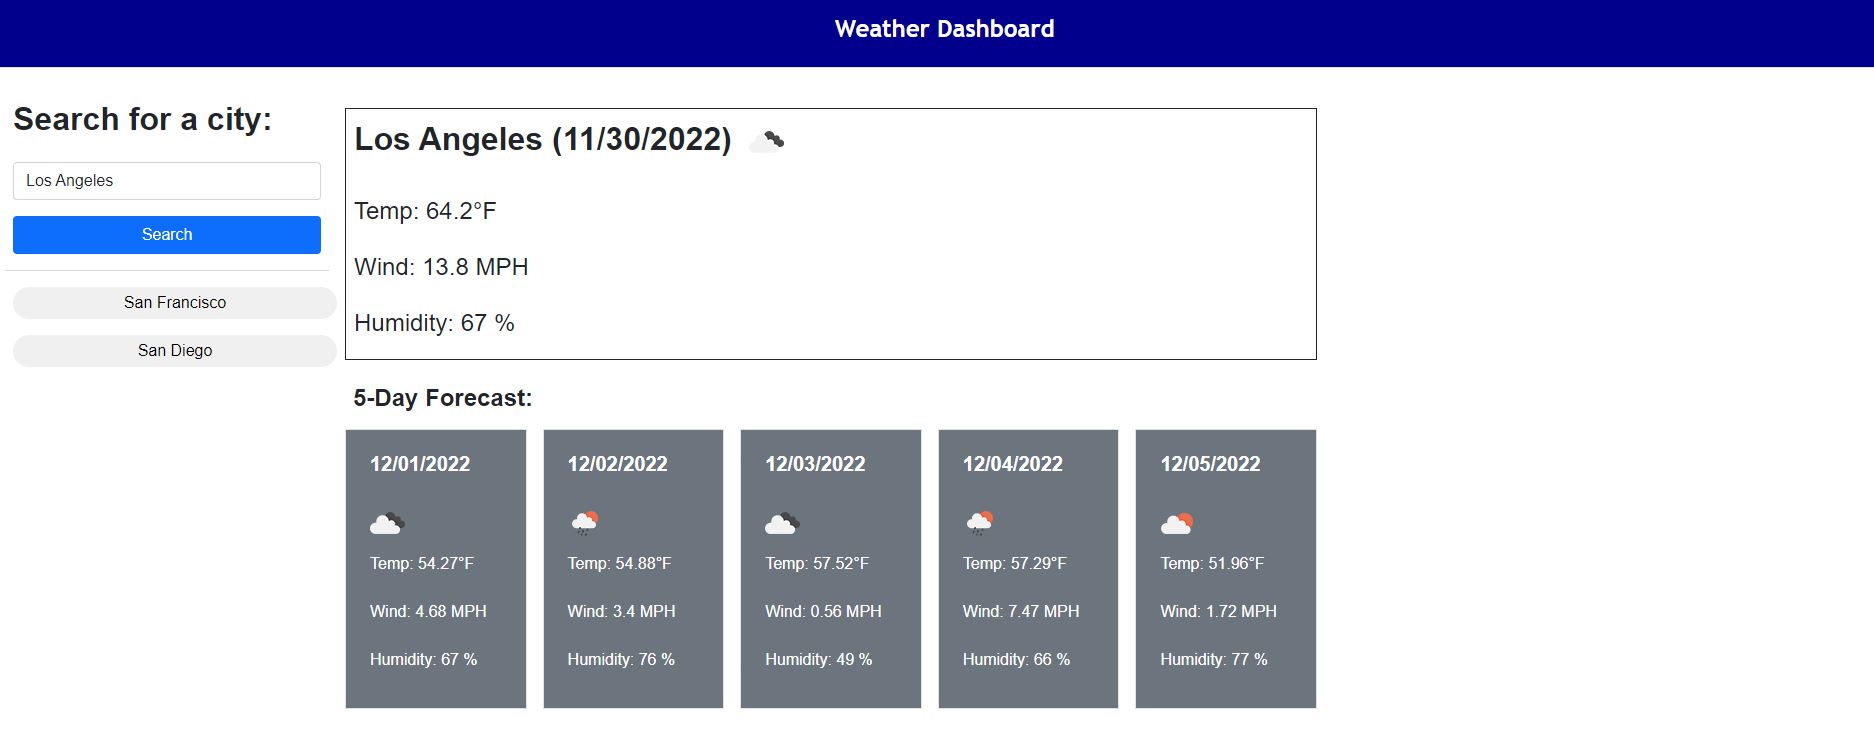 Weather Dashboard
Search for a city:
Los Angeles
Search
San Francisco
San Diego
Los Angeles (11/30/2022)
Temp: 64.2°F
Wind: 13.8 MPH
Humidity: 67 %
5-Day Forecast:
12/01/2022
Temp: 54.27°F
Wind: 4.68 MPH
Humidity: 67 %
12/02/2022
Temp: 54.88°F
Wind: 3.4 MPH
Humidity: 76 %
12/03/2022
Temp: 57.52°F
Wind: 0.56 MPH
Humidity: 49 %
12/04/2022
Temp: 57.29°F
Wind: 7.47 MPH
Humidity: 66 %
12/05/2022
Temp: 51.96°F
Wind: 1.72 MPH
Humidity: 77 %